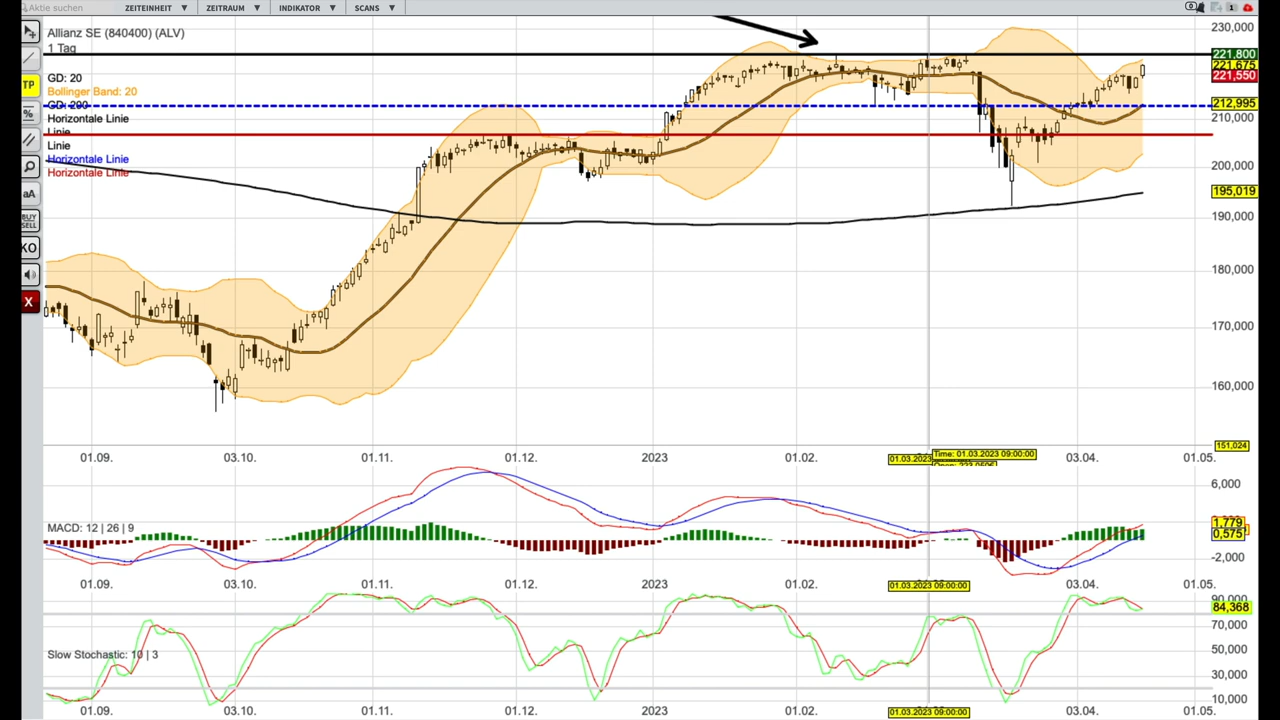 Aktie suchen ZEITEINHEIT ▼ ZEITRAUM ▼ INDIKATOR ▼ SCANS ▼ 1
Allianz SE (840400) (ALV)
1 Tag
GD: 20
Bollinger Band: 20
GD: 200
Horizontale Linie
Linie
Linie
Horizontale Linie
Horizontale Linie
TP
%
aA
BUY
SELL
KO
X
230,000
221,800
221,675
221,550
212,995
210,000
200,000
195,019
190,000
180,000
170,000
160,000
151,024
01.09. 03.10. 01.11. 01.12. 2023 01.02. 01.03.2023 Time: 01.03.2023 09:00:00 03.04. 01.05.
MACD: 12 | 26 | 9
6,000
1,779
0,575
-2,000
01.09. 03.10. 01.11. 01.12. 2023 01.02. 01.03.2023 09:00:00 03.04. 01.05.
Slow Stochastic: 10 | 3
90,000
84,368
70,000
50,000
30,000
10,000
01.09. 03.10. 01.11. 01.12. 2023 01.02. 01.03.2023 09:00:00 03.04. 01.05.